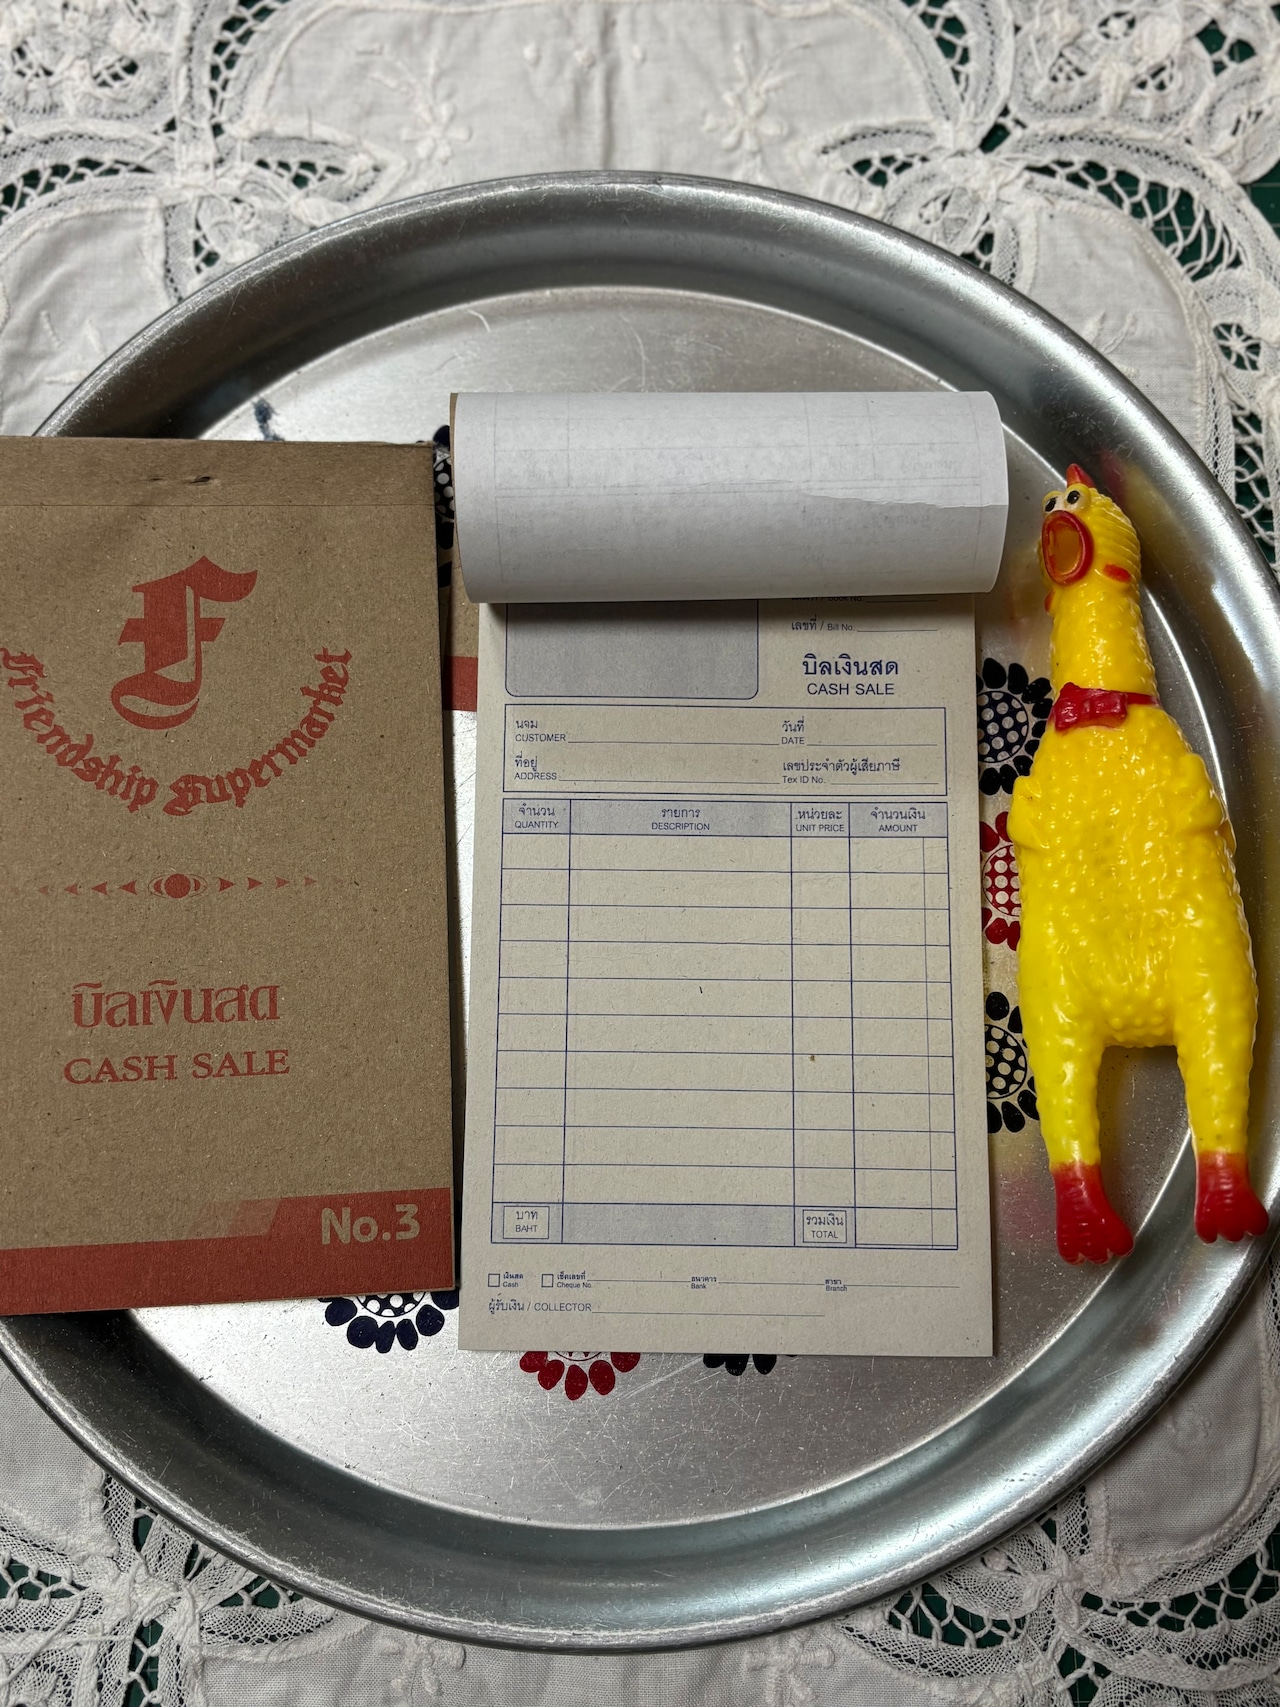 F
Friendship Supermarket
บิลเงินสด
CASH SALE
No.3
เลขที่ / Bill No.
บิลเงินสด
CASH SALE
นจม
CUSTOMER
วันที่
DATE
ที่อยู่
ADDRESS
เลขประจำตัวผู้เสียภาษี
Tex ID No.
จำนวน รายการ หน่วยละ จำนวนเงิน
QUANTITY DESCRIPTION UNIT PRICE AMOUNT
บาท รวมเงิน
BAHT TOTAL
เงินสด เช็คเลขที่ ธนาคาร สาขา
Cash Cheque No. Bank Branch
ผู้รับเงิน / COLLECTOR